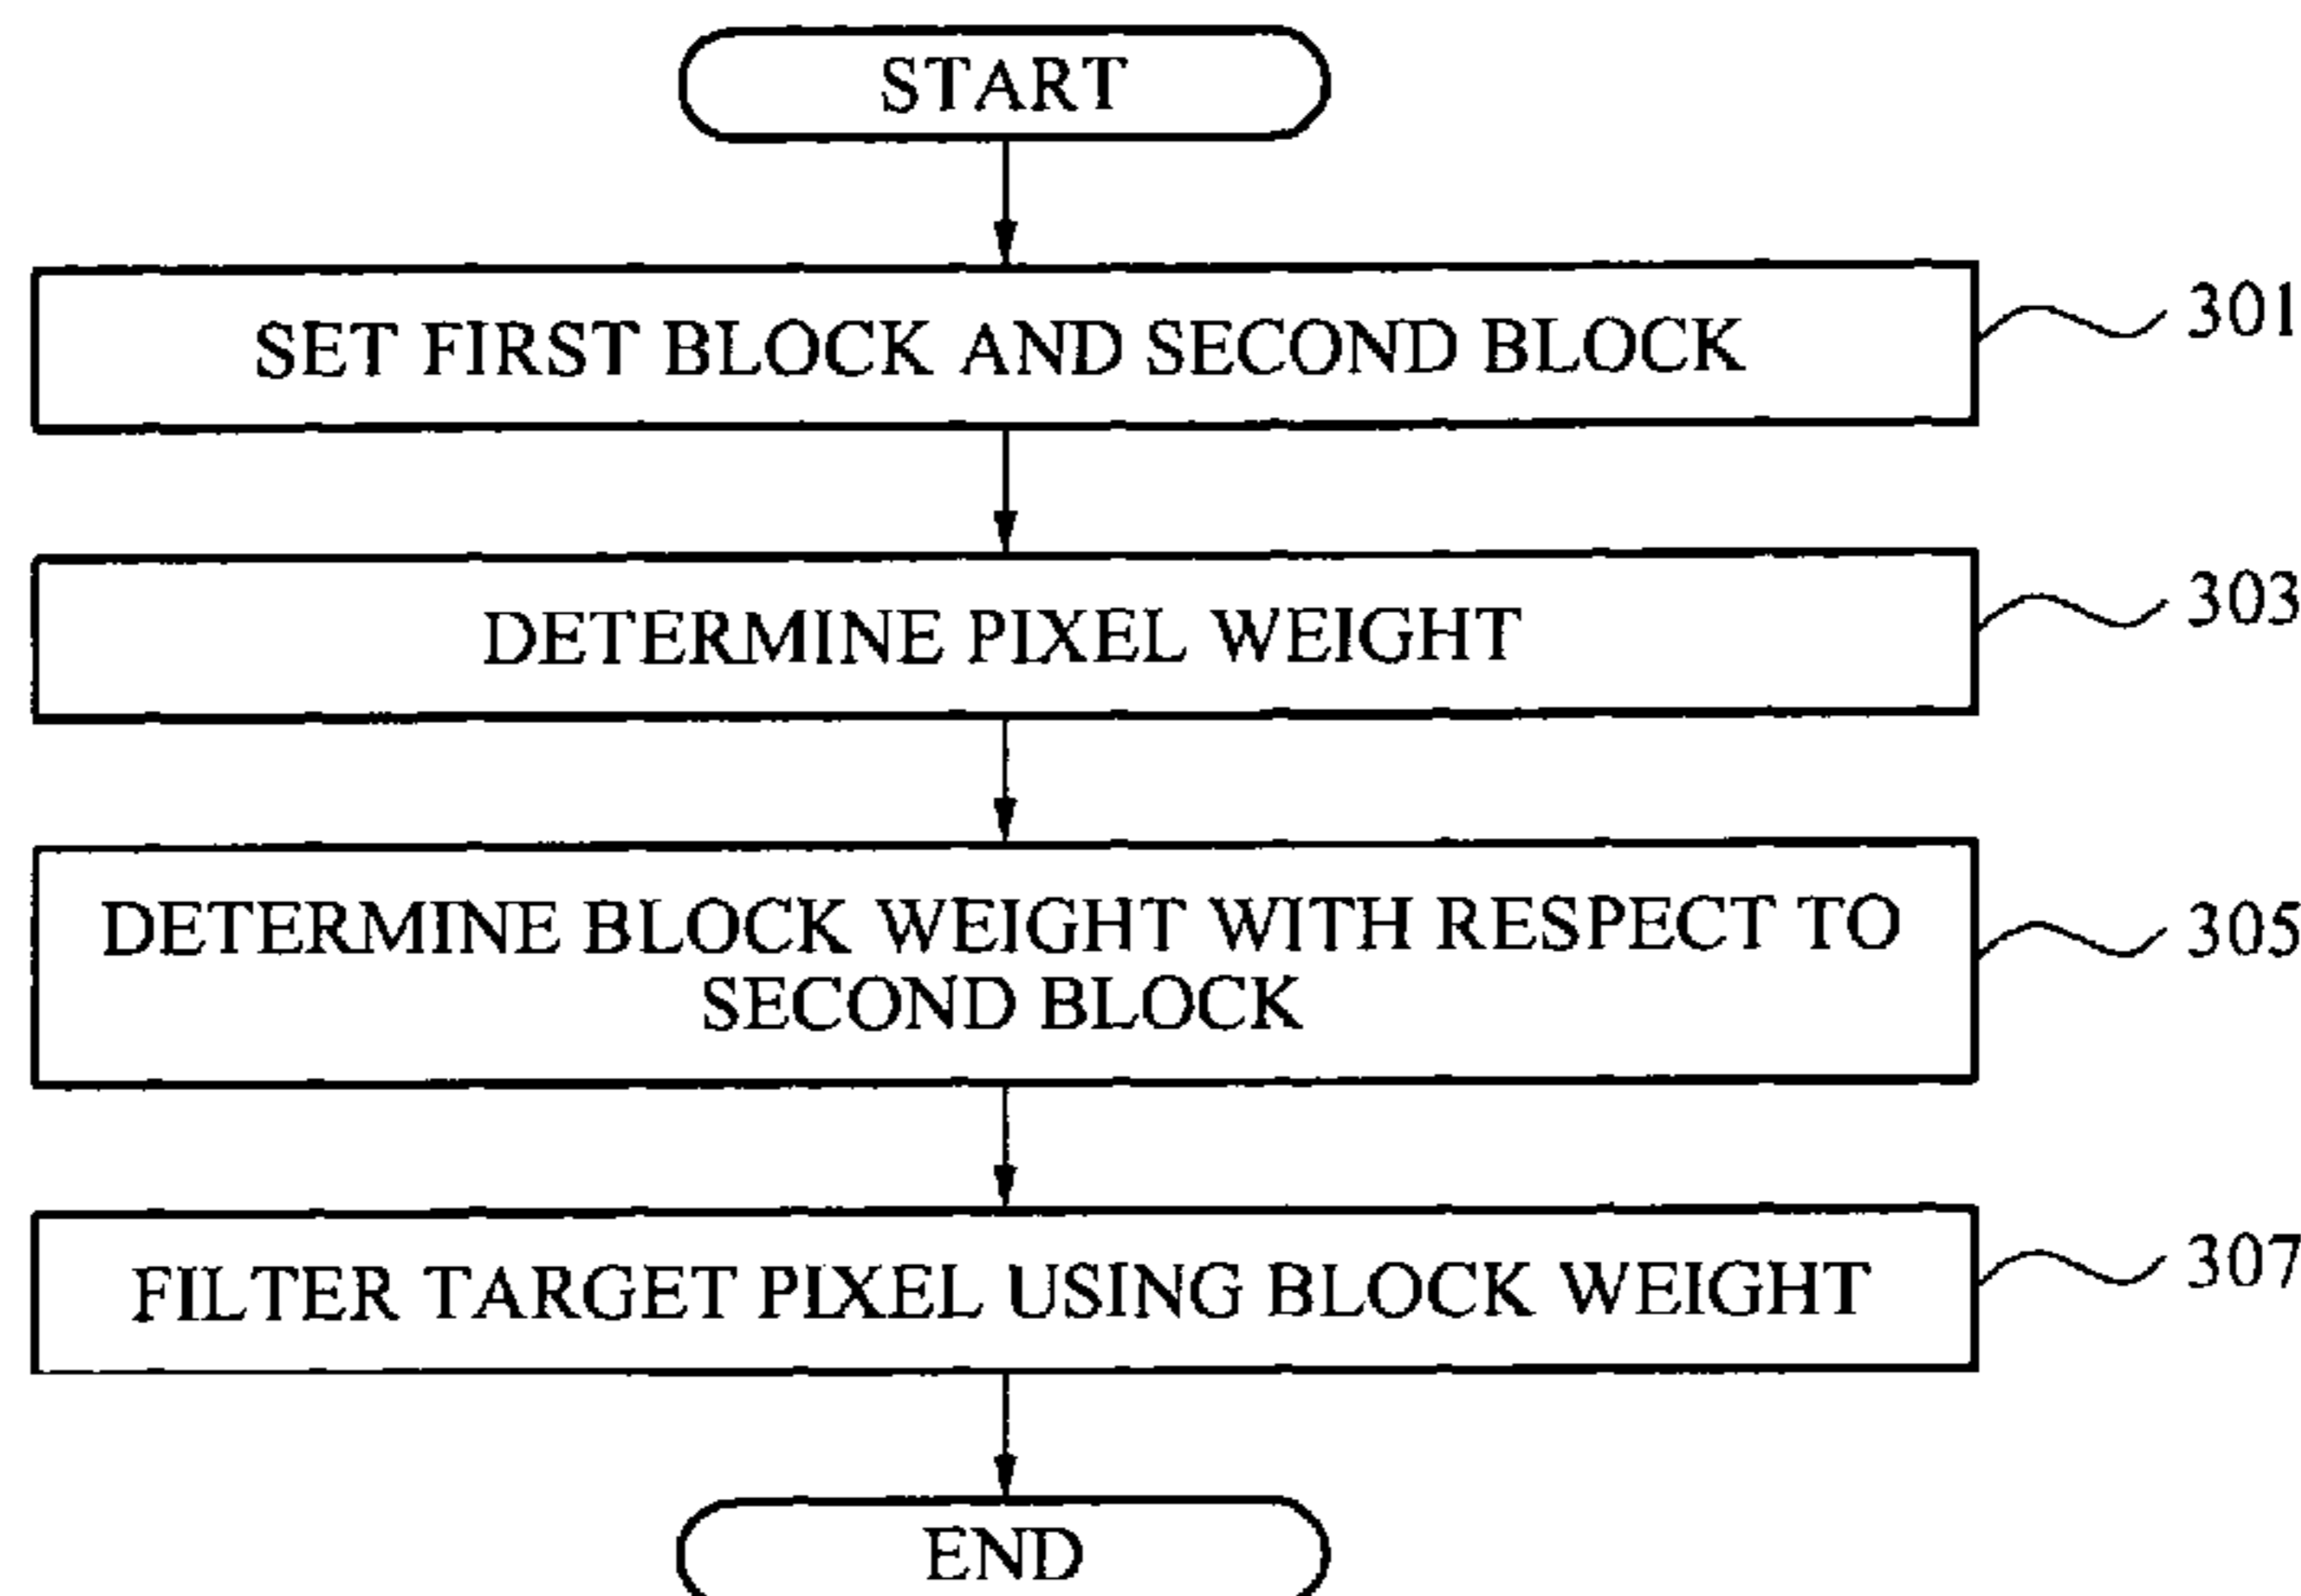 START
SET FIRST BLOCK AND SECOND BLOCK
301
DETERMINE PIXEL WEIGHT
303
DETERMINE BLOCK WEIGHT WITH RESPECT TO
SECOND BLOCK
305
FILTER TARGET PIXEL USING BLOCK WEIGHT
307
END